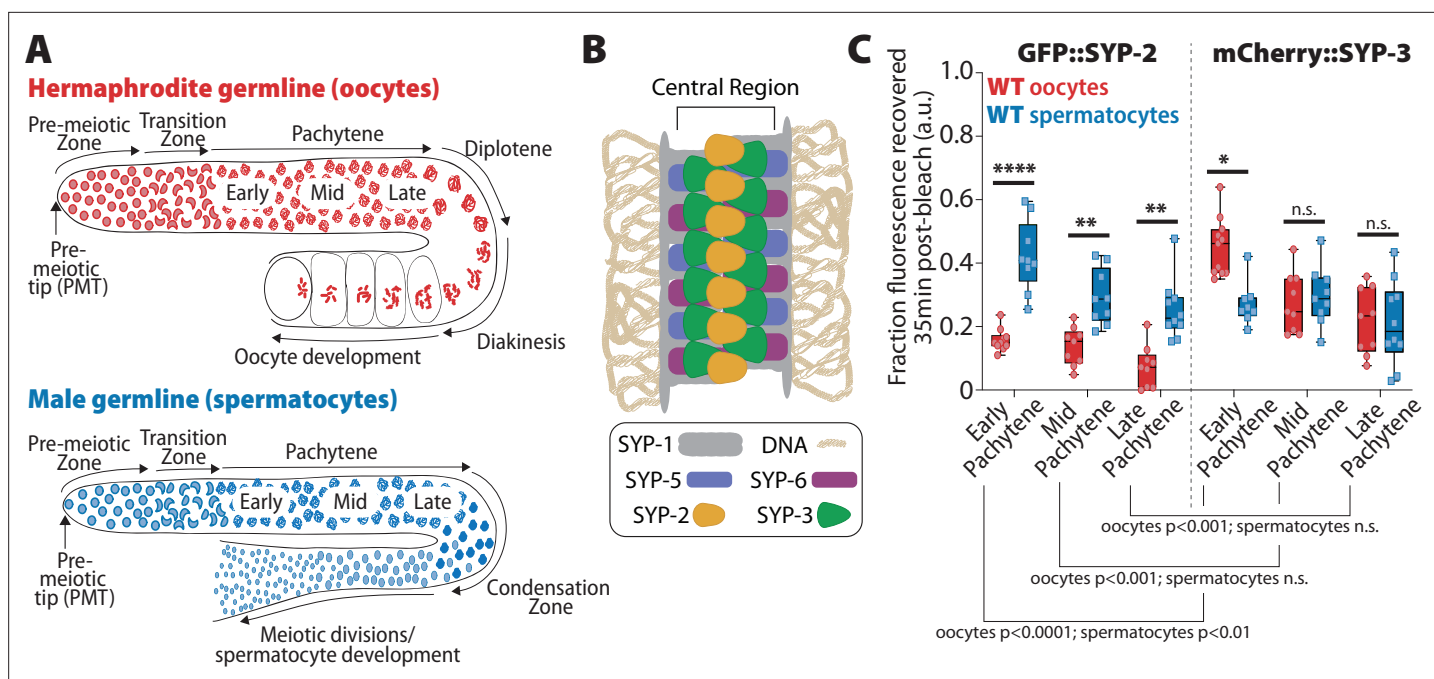 A
Hermaphrodite germline (oocytes)
Pre-meiotic
Zone
Transition
Zone
Pachytene
Diplotene
Early
Mid
Late
Pre-
meiotic
tip (PMT)
Oocyte development
Diakinesis
Male germline (spermatocytes)
Pre-meiotic
Zone
Transition
Zone
Pachytene
Early
Mid
Late
Pre-
meiotic
tip (PMT)
Condensation
Zone
Meiotic divisions/
spermatocyte development
B
Central Region
SYP-1
DNA
SYP-5
SYP-6
SYP-2
SYP-3
C
GFP::SYP-2
mCherry::SYP-3
WT oocytes
WT spermatocytes
Fraction fluorescence recovered
35min post-bleach (a.u.)
1.0
0.8
0.6
0.4
0.2
0
****
**
**
*
n.s.
n.s.
Early
Pachytene
Mid
Pachytene
Late
Pachytene
Early
Pachytene
Mid
Pachytene
Late
Pachytene
oocytes p<0.001; spermatocytes n.s.
oocytes p<0.001; spermatocytes n.s.
oocytes p<0.0001; spermatocytes p<0.01